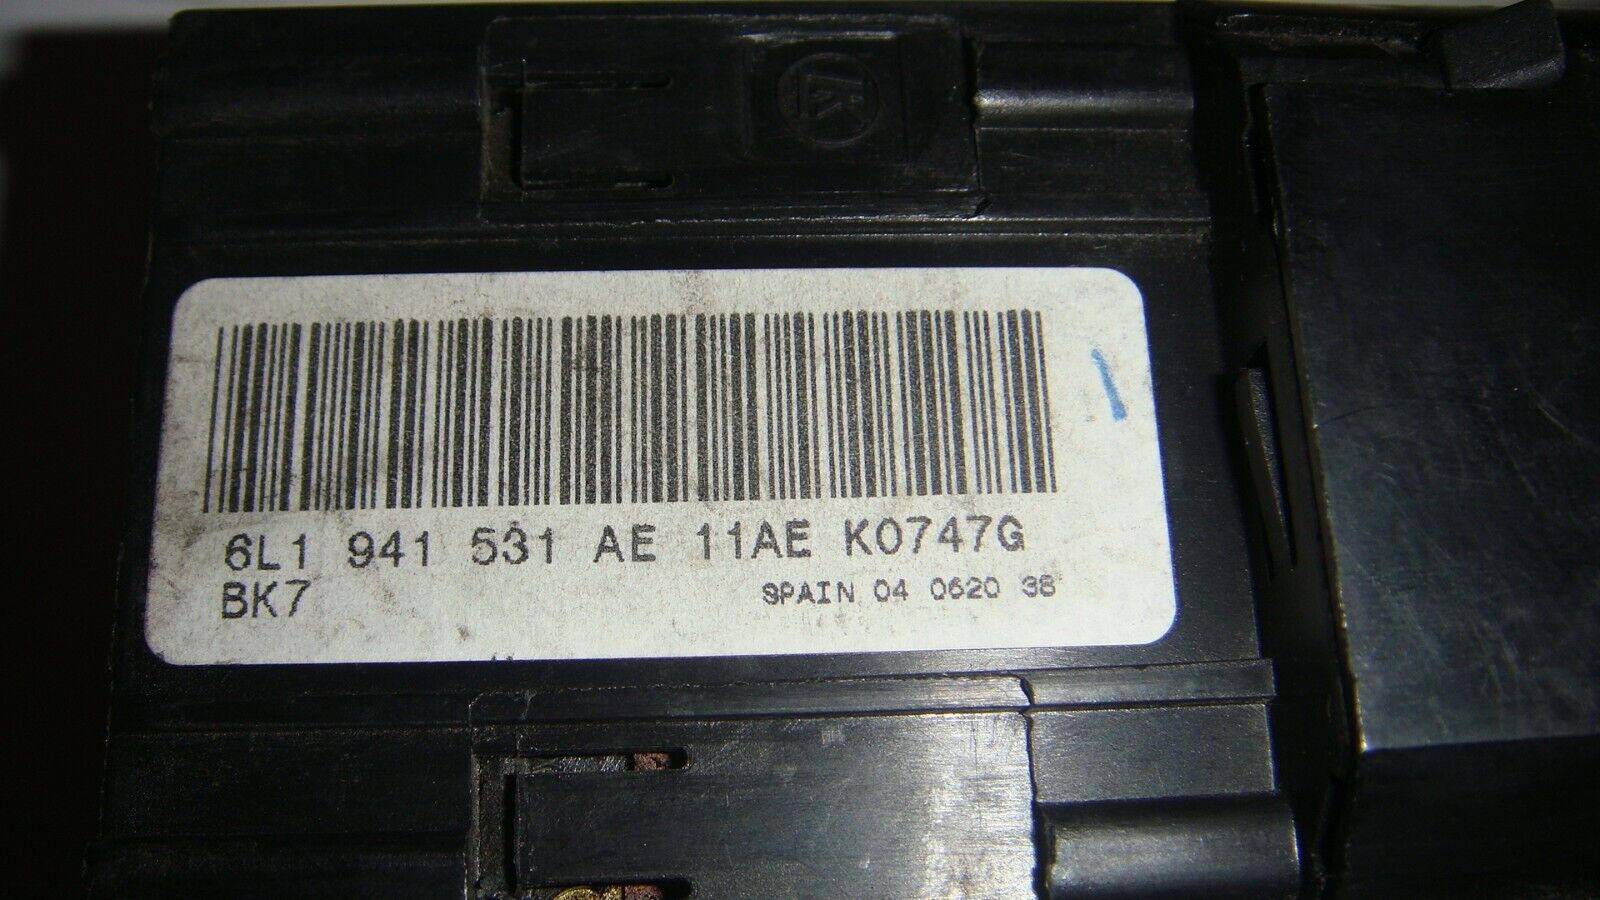 6L1 941 531 AE 11AE K0747G
BK7
SPAIN 04 0620 38